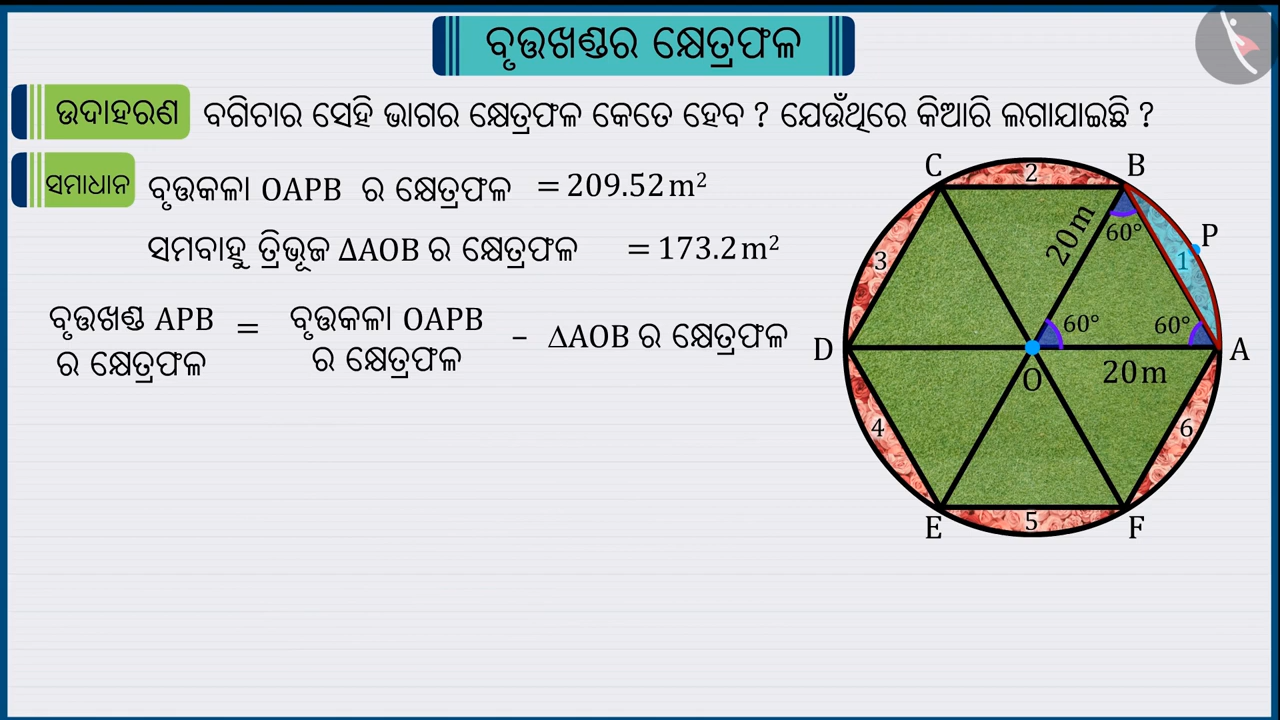 ବୃତ୍ତଖଣ୍ଡର କ୍ଷେତ୍ରଫଳ
ଉଦାହରଣ ବଗିଚାର ସେହି ଭାଗର କ୍ଷେତ୍ରଫଳ କେତେ ହେବ ? ଯେଉଁଥିରେ କିଆରି ଲଗାଯାଇଛି ?
ସମାଧାନ ବୃତ୍ତକଳା OAPB ର କ୍ଷେତ୍ରଫଳ = 209.52 m²
ସମବାହୁ ତ୍ରିଭୂଜ ΔAOB ର କ୍ଷେତ୍ରଫଳ = 173.2 m²
ବୃତ୍ତଖଣ୍ଡ APB = ବୃତ୍ତକଳା OAPB – ΔAOB ର କ୍ଷେତ୍ରଫଳ
ର କ୍ଷେତ୍ରଫଳ ର କ୍ଷେତ୍ରଫଳ
C 2 B
20 m 60° P
3 1
60° 60°
D O A
20 m
4 6
E 5 F